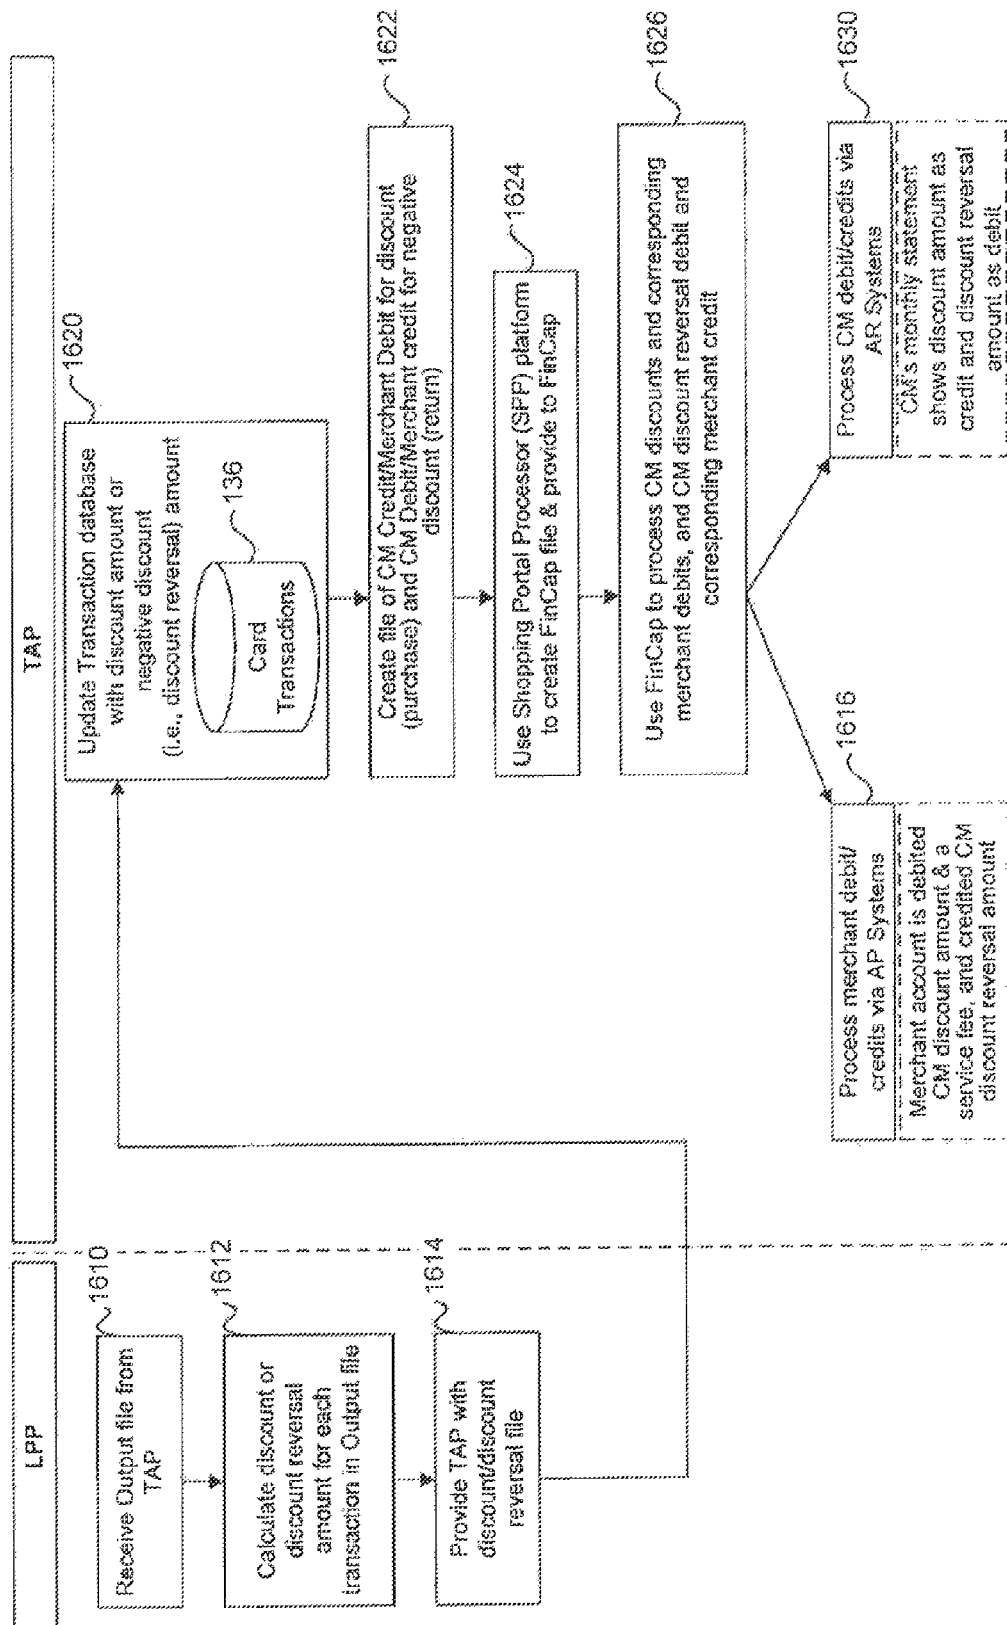 LPP
TAP
1610
Receive Output file from
TAP
1612
Calculate discount or
discount reversal
amount for each
transaction in Output file
1614
Provide TAP with
discount/discount
reversal file
1620
Update Transaction database
with discount amount or
negative discount
(i.e., discount reversal) amount
136
Card
Transactions
1622
Create file of CM Credit/Merchant Debit for discount
(purchase) and CM Debit/Merchant credit for negative
discount (return)
1624
Use Shopping Portal Processor (SPP) platform
to create FinCap file & provide to FinCap
1626
Use FinCap to process CM discounts and corresponding
merchant debits, and CM discount reversal debit and
corresponding merchant credit
1616
Process merchant debit/
credits via AP Systems
Merchant account is debited
CM discount amount & a
service fee, and credited CM
discount reversal amount
1630
Process CM debit/credits via
AR Systems
CM's monthly statement
shows discount amount as
credit and discount reversal
amount as debit